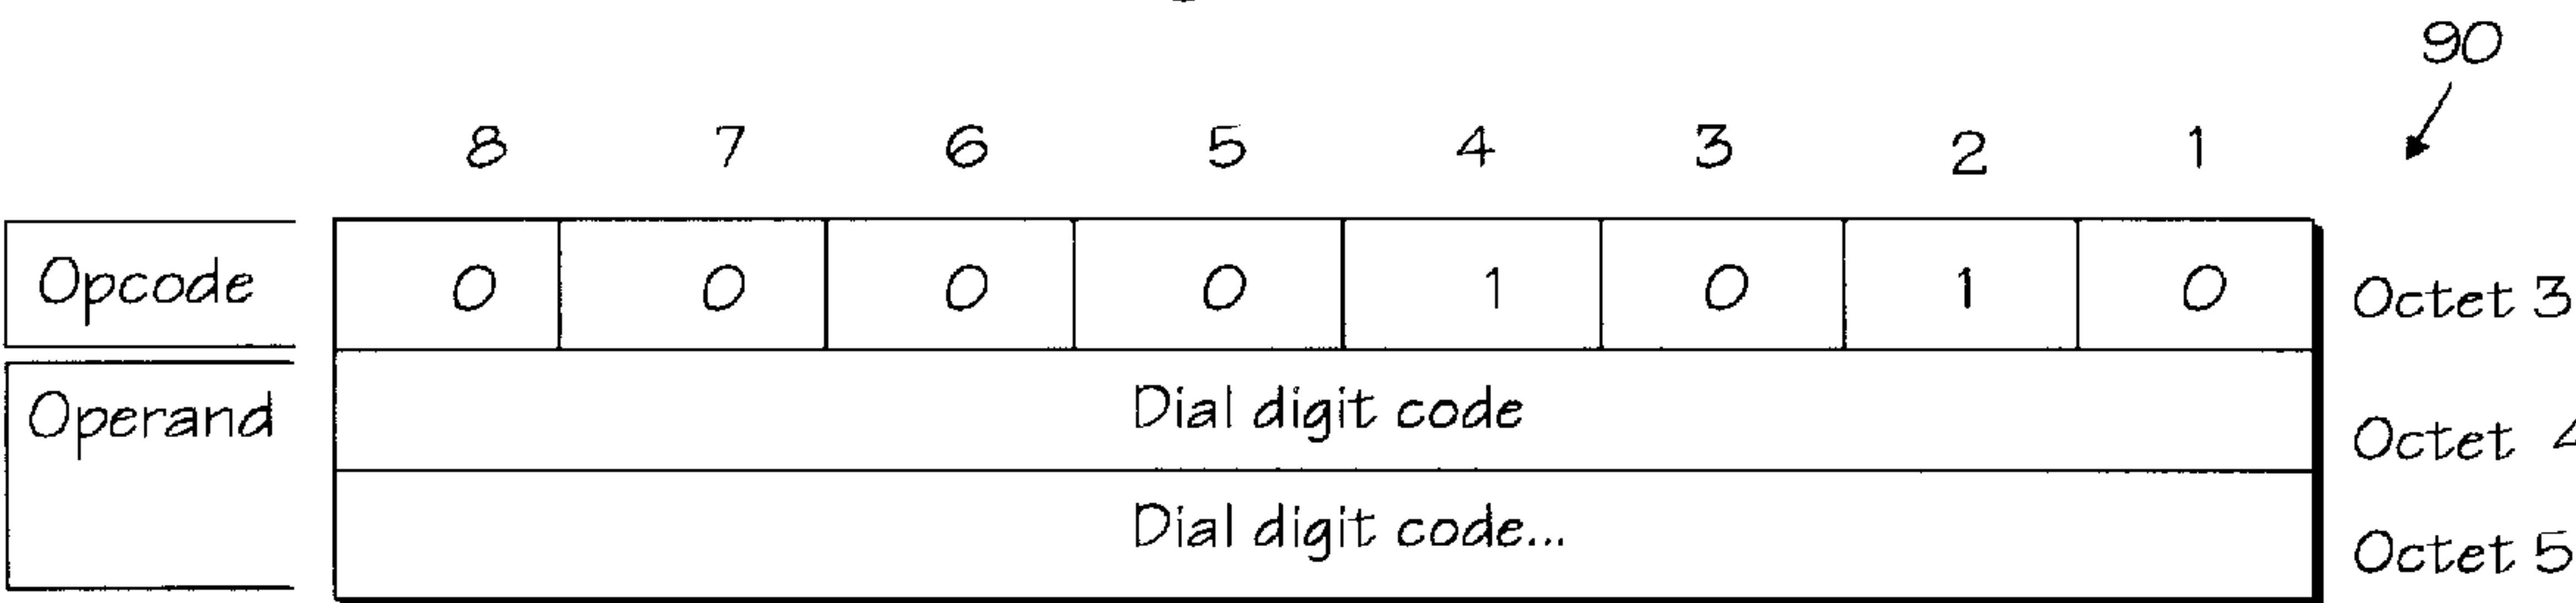 90
8 7 6 5 4 3 2 1
Opcode 0 0 0 0 1 0 1 0 Octet 3
Operand Dial digit code Octet 4
Dial digit code... Octet 5